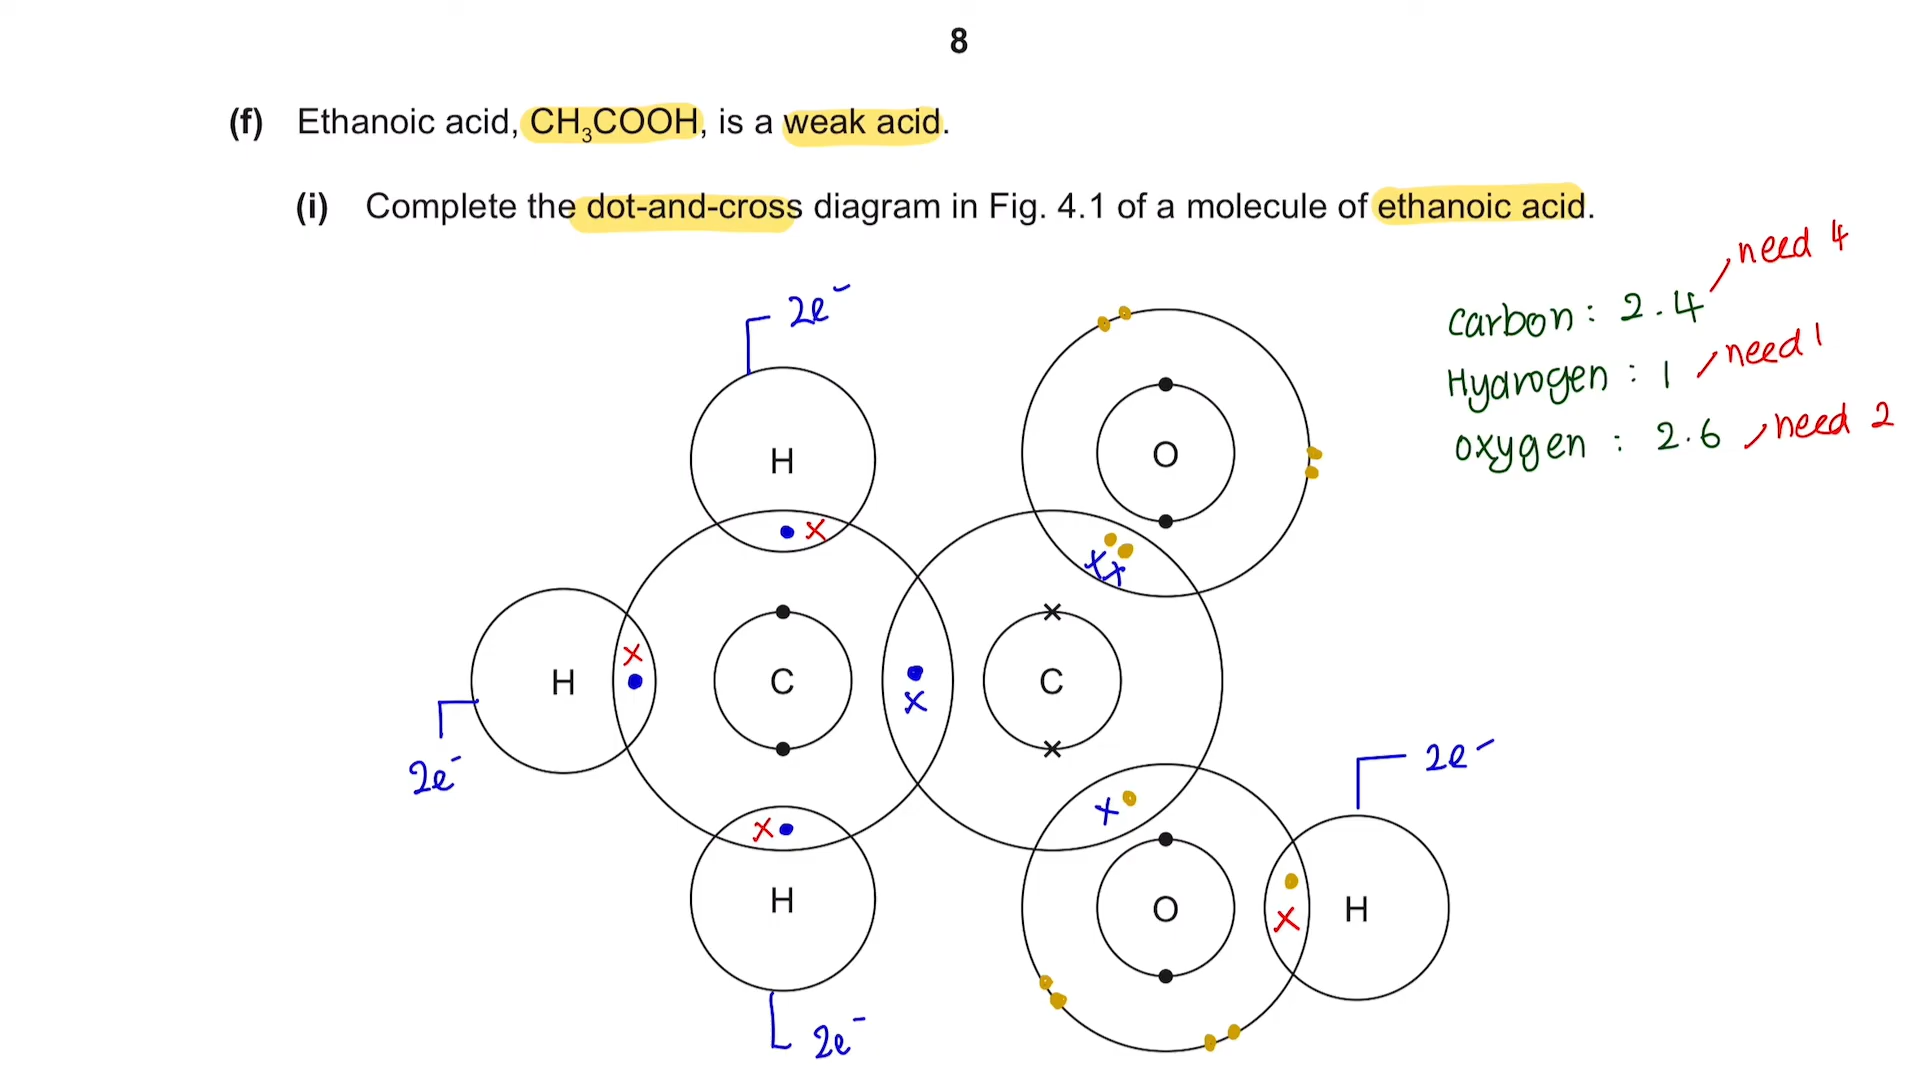 8
(f) Ethanoic acid, CH₃COOH, is a weak acid.
(i) Complete the dot-and-cross diagram in Fig. 4.1 of a molecule of ethanoic acid.
need 4
carbon : 2.4
need 1
Hydrogen : 1
need 2
oxygen : 2.6
2e⁻
H
O
H
C
C
2e⁻
2e⁻
H
O
H
2e⁻